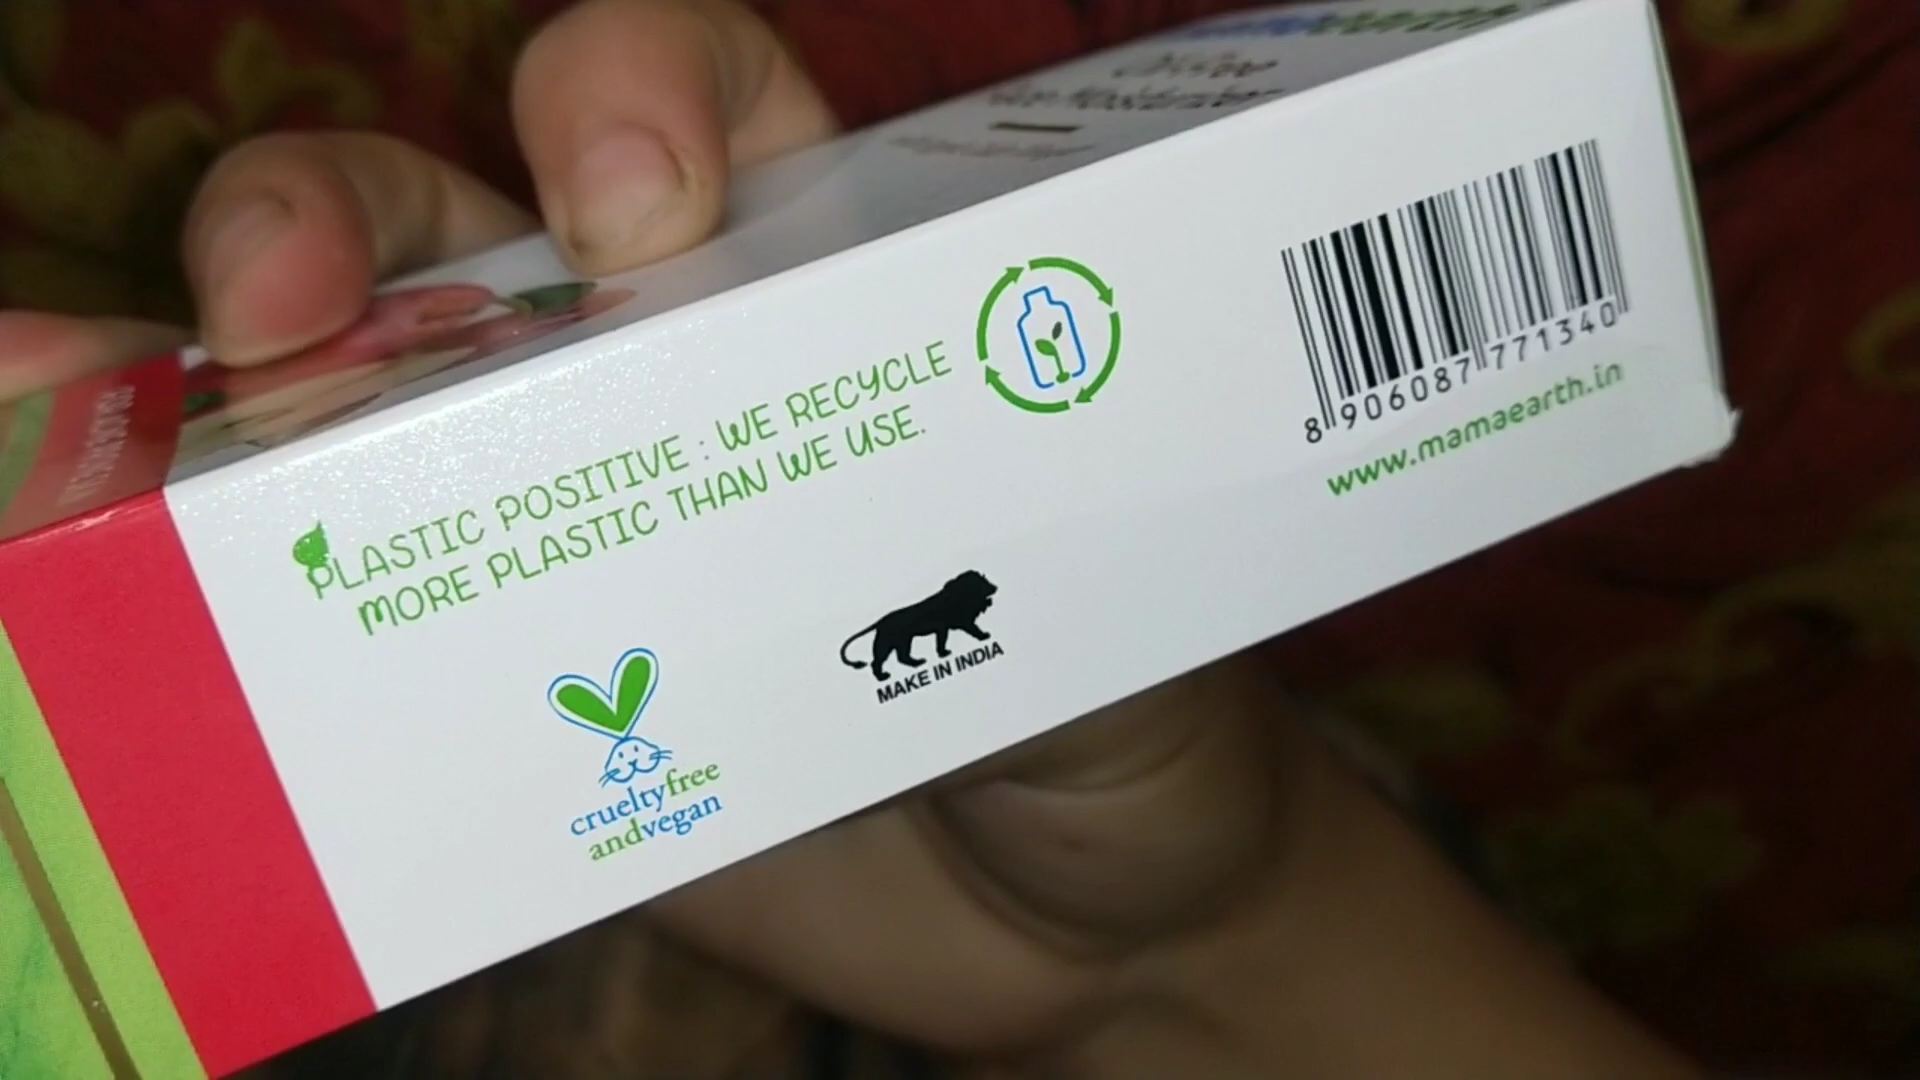 PLASTIC POSITIVE : WE RECYCLE
MORE PLASTIC THAN WE USE.
8 906087 771340
www.mamaearth.in
MAKE IN INDIA
crueltyfree
andvegan